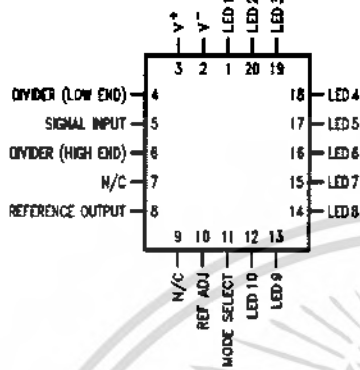 V+ V- LED 1 LED 2 LED 3
3 2 1 20 19
DIVIDER (LOW END) 4 18 LED 4
SIGNAL INPUT 5 17 LED 5
DIVIDER (HIGH END) 6 16 LED 6
N/C 7 15 LED 7
REFERENCE OUTPUT 8 14 LED 8
9 10 11 12 13
N/C REF ADJ MODE SELECT LED 10 LED 9